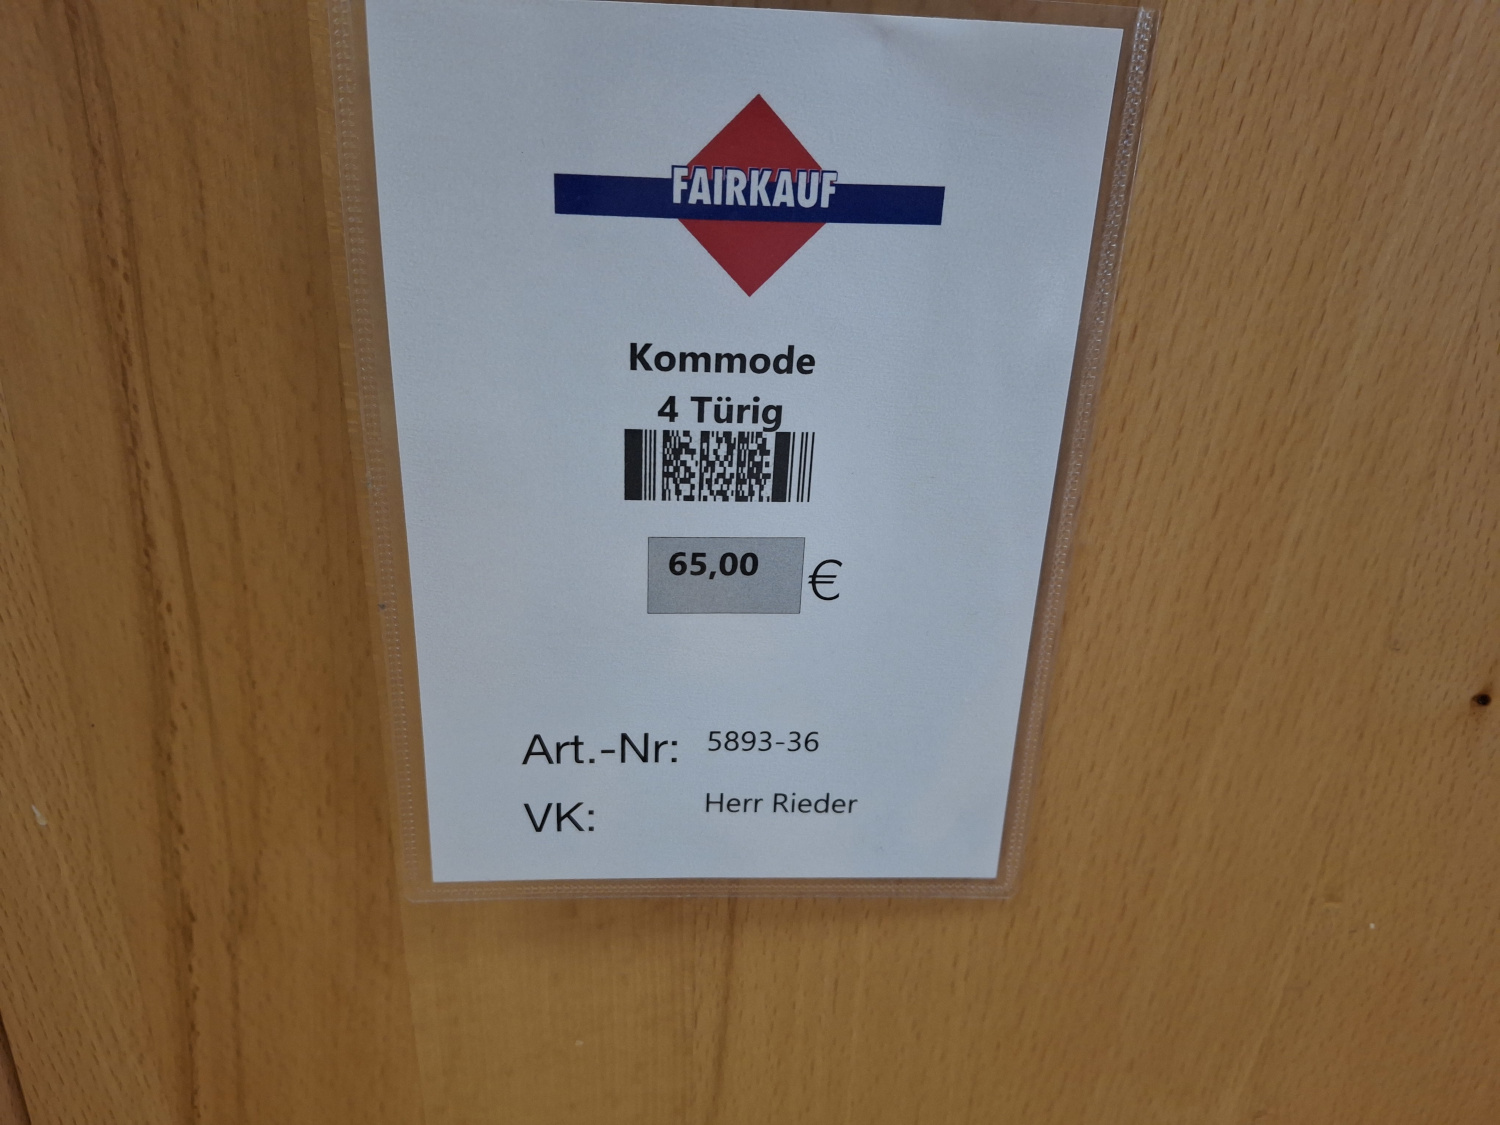 FAIRKAUF
Kommode
4 Türig
65,00 €
Art.-Nr: 5893-36
VK: Herr Rieder